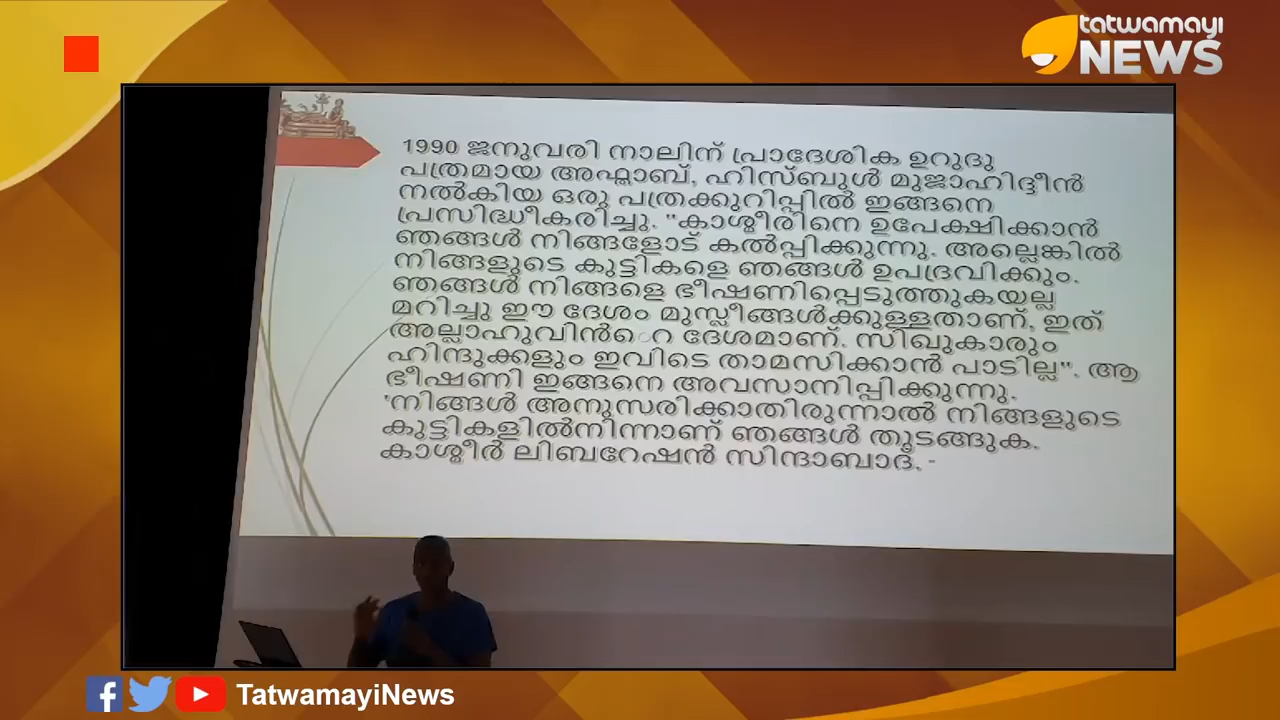 tatwamayi
NEWS
1990 ജനുവരി നാലിന് പ്രാദേശിക ഉറുദു
പത്രമായ അഫ്താബ്, ഹിസ്ബുൾ മുജാഹിദ്ദീൻ
നൽകിയ ഒരു പത്രക്കുറിപ്പിൽ ഇങ്ങനെ
പ്രസിദ്ധീകരിച്ചു. "കാശ്മീരിനെ ഉപേക്ഷിക്കാൻ
ഞങ്ങൾ നിങ്ങളോട് കൽപ്പിക്കുന്നു. അല്ലെങ്കിൽ
നിങ്ങളുടെ കുട്ടികളെ ഞങ്ങൾ ഉപദ്രവിക്കും.
ഞങ്ങൾ നിങ്ങളെ ഭീഷണിപ്പെടുത്തുകയല്ല
മറിച്ചു ഈ ദേശം മുസ്ലീങ്ങൾക്കുള്ളതാണ്, ഇത്
അല്ലാഹുവിൻെറ ദേശമാണ്. സിഖുകാരും
ഹിന്ദുക്കളും ഇവിടെ താമസിക്കാൻ പാടില്ല". ആ
ഭീഷണി ഇങ്ങനെ അവസാനിപ്പിക്കുന്നു.
'നിങ്ങൾ അനുസരിക്കാതിരുന്നാൽ നിങ്ങളുടെ
കുട്ടികളിൽനിന്നാണ് ഞങ്ങൾ തുടങ്ങുക.
കാശ്മീർ ലിബറേഷൻ സിന്ദാബാദ്. -
TatwamayiNews